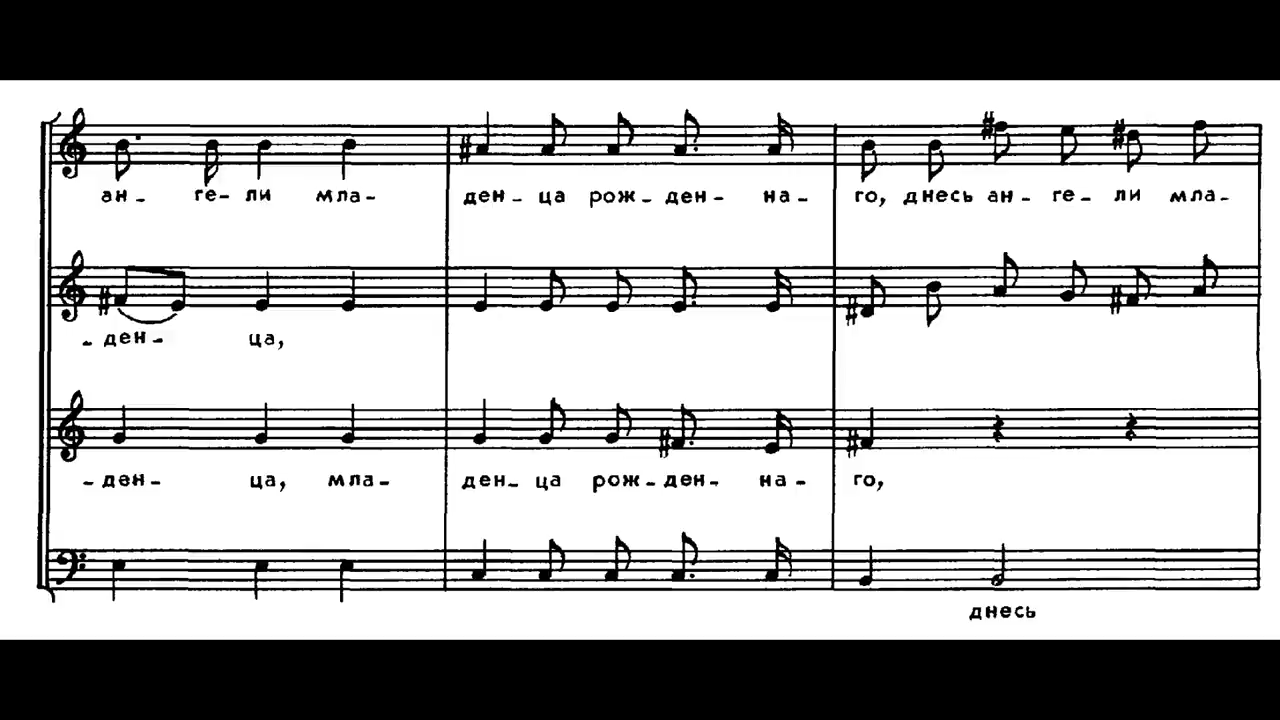 ан- ге- ли мла- ден- ца рож- ден- на- го, днесь ан- ге- ли мла-
- ден- ца,
- ден- ца, мла- ден- ца рож- ден- на- го,
днесь